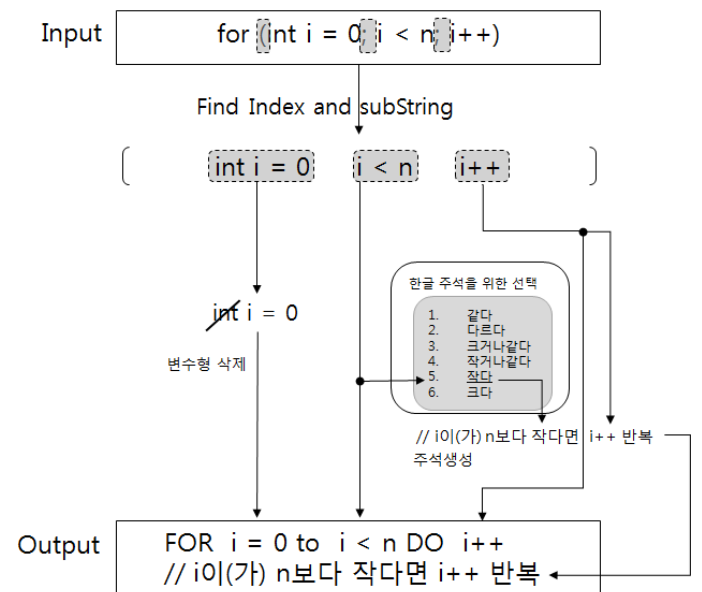 Input
for (int i = 0; i < n; i++)
Find Index and subString
int i = 0 i < n i++
int i = 0
변수형 삭제
한글 주석을 위한 선택
1. 같다
2. 다르다
3. 크거나같다
4. 작거나같다
5. 작다
6. 크다
// i이(가) n보다 작다면 i++ 반복
주석생성
Output
FOR i = 0 to i < n DO i++
// i이(가) n보다 작다면 i++ 반복